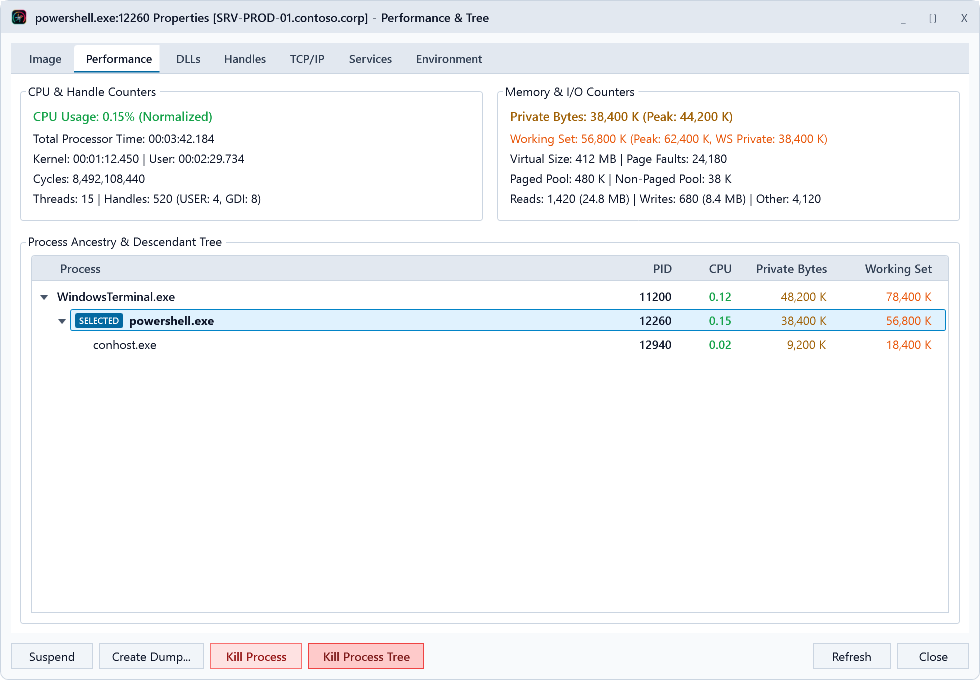 powershell.exe:12260 Properties [SRV-PROD-01.contoso.corp] - Performance & Tree
Image Performance DLLs Handles TCP/IP Services Environment
CPU & Handle Counters
CPU Usage: 0.15% (Normalized)
Total Processor Time: 00:03:42.184
Kernel: 00:01:12.450 | User: 00:02:29.734
Cycles: 8,492,108,440
Threads: 15 | Handles: 520 (USER: 4, GDI: 8)
Memory & I/O Counters
Private Bytes: 38,400 K (Peak: 44,200 K)
Working Set: 56,800 K (Peak: 62,400 K, WS Private: 38,400 K)
Virtual Size: 412 MB | Page Faults: 24,180
Paged Pool: 480 K | Non-Paged Pool: 38 K
Reads: 1,420 (24.8 MB) | Writes: 680 (8.4 MB) | Other: 4,120
Process Ancestry & Descendant Tree
Process PID CPU Private Bytes Working Set
WindowsTerminal.exe 11200 0.12 48,200 K 78,400 K
SELECTED powershell.exe 12260 0.15 38,400 K 56,800 K
conhost.exe 12940 0.02 9,200 K 18,400 K
Suspend Create Dump... Kill Process Kill Process Tree Refresh Close